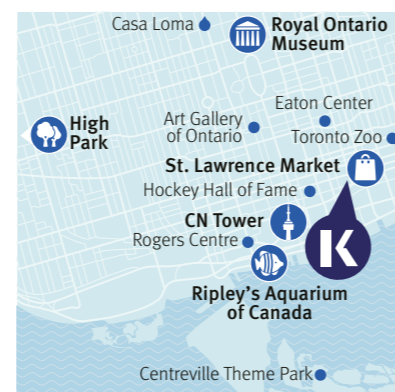 Casa Loma
Royal Ontario
Museum
High
Park
Eaton Center
Art Gallery
of Ontario
Toronto Zoo
St. Lawrence Market
Hockey Hall of Fame
CN Tower
Rogers Centre
K
Ripley's Aquarium
of Canada
Centreville Theme Park